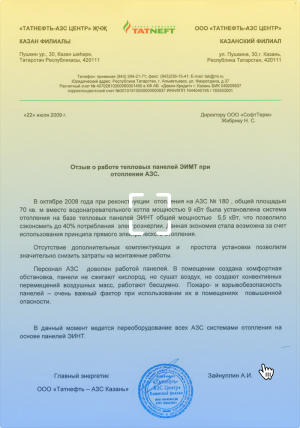 «ТАТНЕФТЬ-АЗС ЦЕНТР» ҖЧҖ
КАЗАН ФИЛИАЛЫ
TATNEFT
ООО «ТАТНЕФТЬ-АЗС ЦЕНТР»
КАЗАНСКИЙ ФИЛИАЛ
Пушкин ур., 30, Казан шәһәре,
Татарстан Республикасы, 420111
ул. Пушкина, 30,г. Казань,
Республика Татарстан, 420111
«22» июля 2009 г.
Директору ООО «СофтТерм»
Жибрику Н. С.
Отзыв о работе тепловых панелей ЭИМТ при
отоплении АЗС.
В октябре 2008 года при реконструкции отопления на АЗС № 180 , общей площадью
70 кв. м вместо водонагревательного котла мощностью 9 кВт была установлена система
отопления на базе тепловых панелей ЭИНТ общей мощностью 5,5 кВт, что позволило
сэкономить до 40% потребления электроэнергии. Данная экономия стала возможна за счет
использования принципа прямого электрического отопления.
Отсутствие дополнительных комплектующих и простота установки позволили
значительно снизить затраты на монтажные работы.
Персонал АЗС доволен работой панелей. В помещении создана комфортная
обстановка, панели не сжигают кислород, не сушат воздух, не создают конвективных
перемещений воздушных масс, работают бесшумно. Пожаро- и взрывобезопасность
панелей – очень важный фактор при использовании их в помещениях повышенной
опасности.
В данный момент ведется переоборудование всех АЗС системами отопления на
основе панелей ЭИНТ.
Главный энергетик
ООО «Татнефть – АЗС Казань»
Зайнуллин А.И.